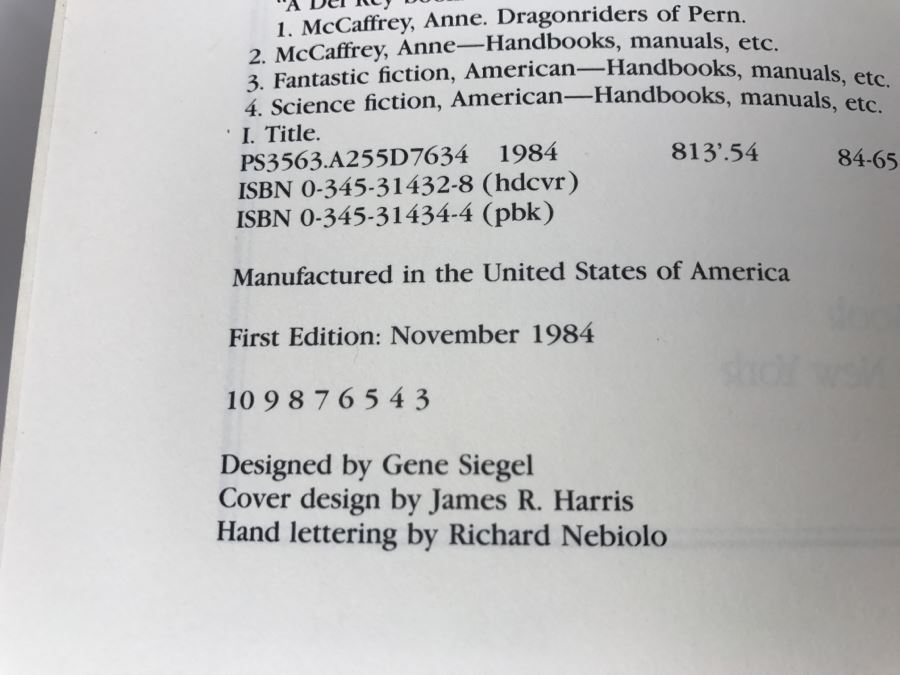 "A Del Rey
1. McCaffrey, Anne. Dragonriders of Pern.
2. McCaffrey, Anne—Handbooks, manuals, etc.
3. Fantastic fiction, American—Handbooks, manuals, etc.
4. Science fiction, American—Handbooks, manuals, etc.
I. Title.
PS3563.A255D7634 1984 813'.54 84-65
ISBN 0-345-31432-8 (hdcvr)
ISBN 0-345-31434-4 (pbk)
Manufactured in the United States of America
First Edition: November 1984
10 9 8 7 6 5 4 3
Designed by Gene Siegel
Cover design by James R. Harris
Hand lettering by Richard Nebiolo